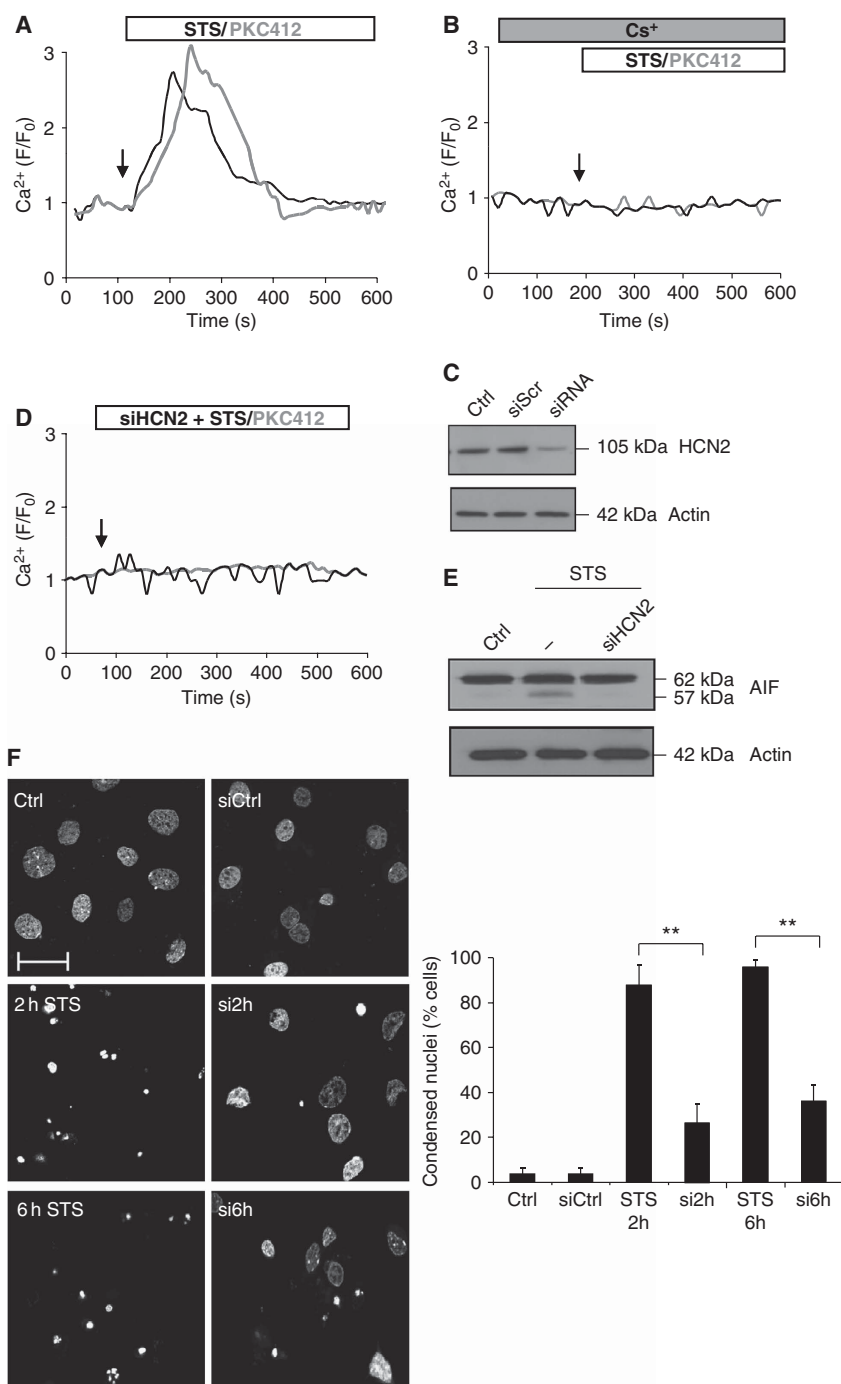 A
STS/PKC412
3
2
1
0
Ca²⁺ (F/F₀)
0 100 200 300 400 500 600
Time (s)
B
Cs⁺
STS/PKC412
3
2
1
0
Ca²⁺ (F/F₀)
0 100 200 300 400 500 600
Time (s)
C
Ctrl siScr siRNA
105 kDa HCN2
42 kDa Actin
D
siHCN2 + STS/PKC412
3
2
1
0
Ca²⁺ (F/F₀)
0 100 200 300 400 500 600
Time (s)
E
STS
Ctrl – siHCN2
62 kDa
57 kDa
AIF
42 kDa Actin
F
Ctrl
siCtrl
2 h STS
si2h
6 h STS
si6h
Condensed nuclei (% cells)
100
80
60
40
20
0
**
**
Ctrl siCtrl STS 2h si2h STS 6h si6h